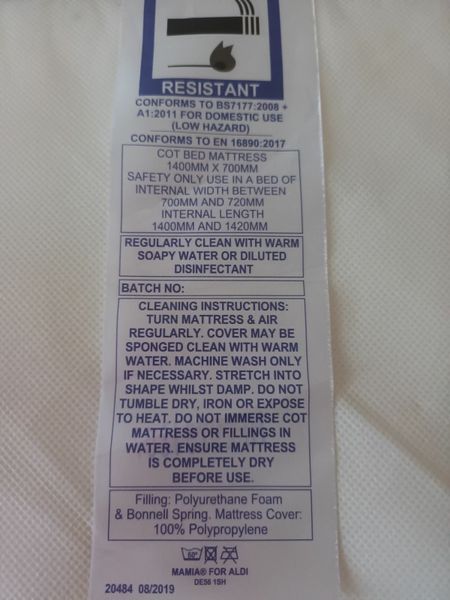 RESISTANT
CONFORMS TO BS7177:2008 +
A1:2011 FOR DOMESTIC USE
(LOW HAZARD)
CONFORMS TO EN 16890:2017
COT BED MATTRESS
1400MM X 700MM
SAFETY ONLY USE IN A BED OF
INTERNAL WIDTH BETWEEN
700MM AND 720MM
INTERNAL LENGTH
1400MM AND 1420MM
REGULARLY CLEAN WITH WARM
SOAPY WATER OR DILUTED
DISINFECTANT
BATCH NO:
CLEANING INSTRUCTIONS:
TURN MATTRESS & AIR
REGULARLY. COVER MAY BE
SPONGED CLEAN WITH WARM
WATER. MACHINE WASH ONLY
IF NECESSARY. STRETCH INTO
SHAPE WHILST DAMP. DO NOT
TUMBLE DRY, IRON OR EXPOSE
TO HEAT. DO NOT IMMERSE COT
MATTRESS OR FILLINGS IN
WATER. ENSURE MATTRESS
IS COMPLETELY DRY
BEFORE USE.
Filling: Polyurethane Foam
& Bonnell Spring. Mattress Cover:
100% Polypropylene
60°
MAMIA® FOR ALDI
DE56 1SH
20484 08/2019